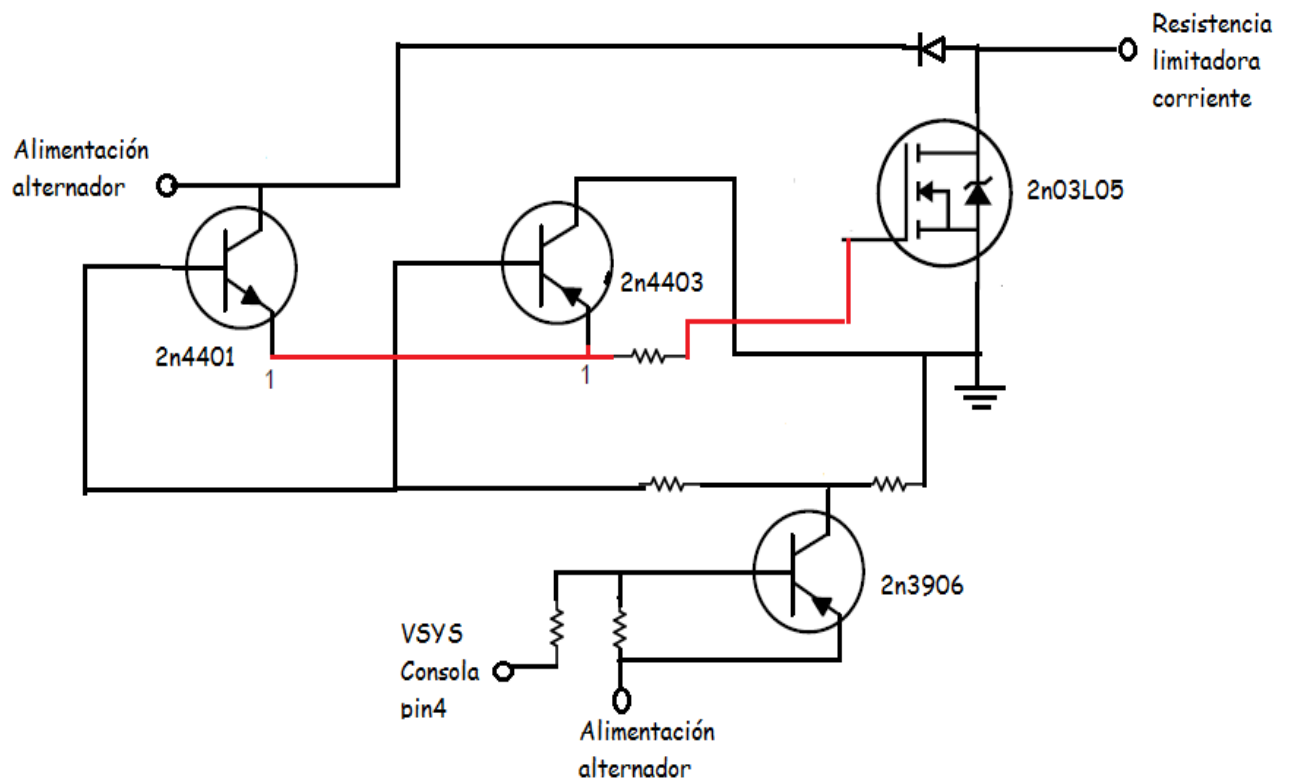 Resistencia
limitadora
corriente
Alimentación
alternador
2n03L05
2n4403
2n4401
1
1
2n3906
VSYS
Consola
pin4
Alimentación
alternador